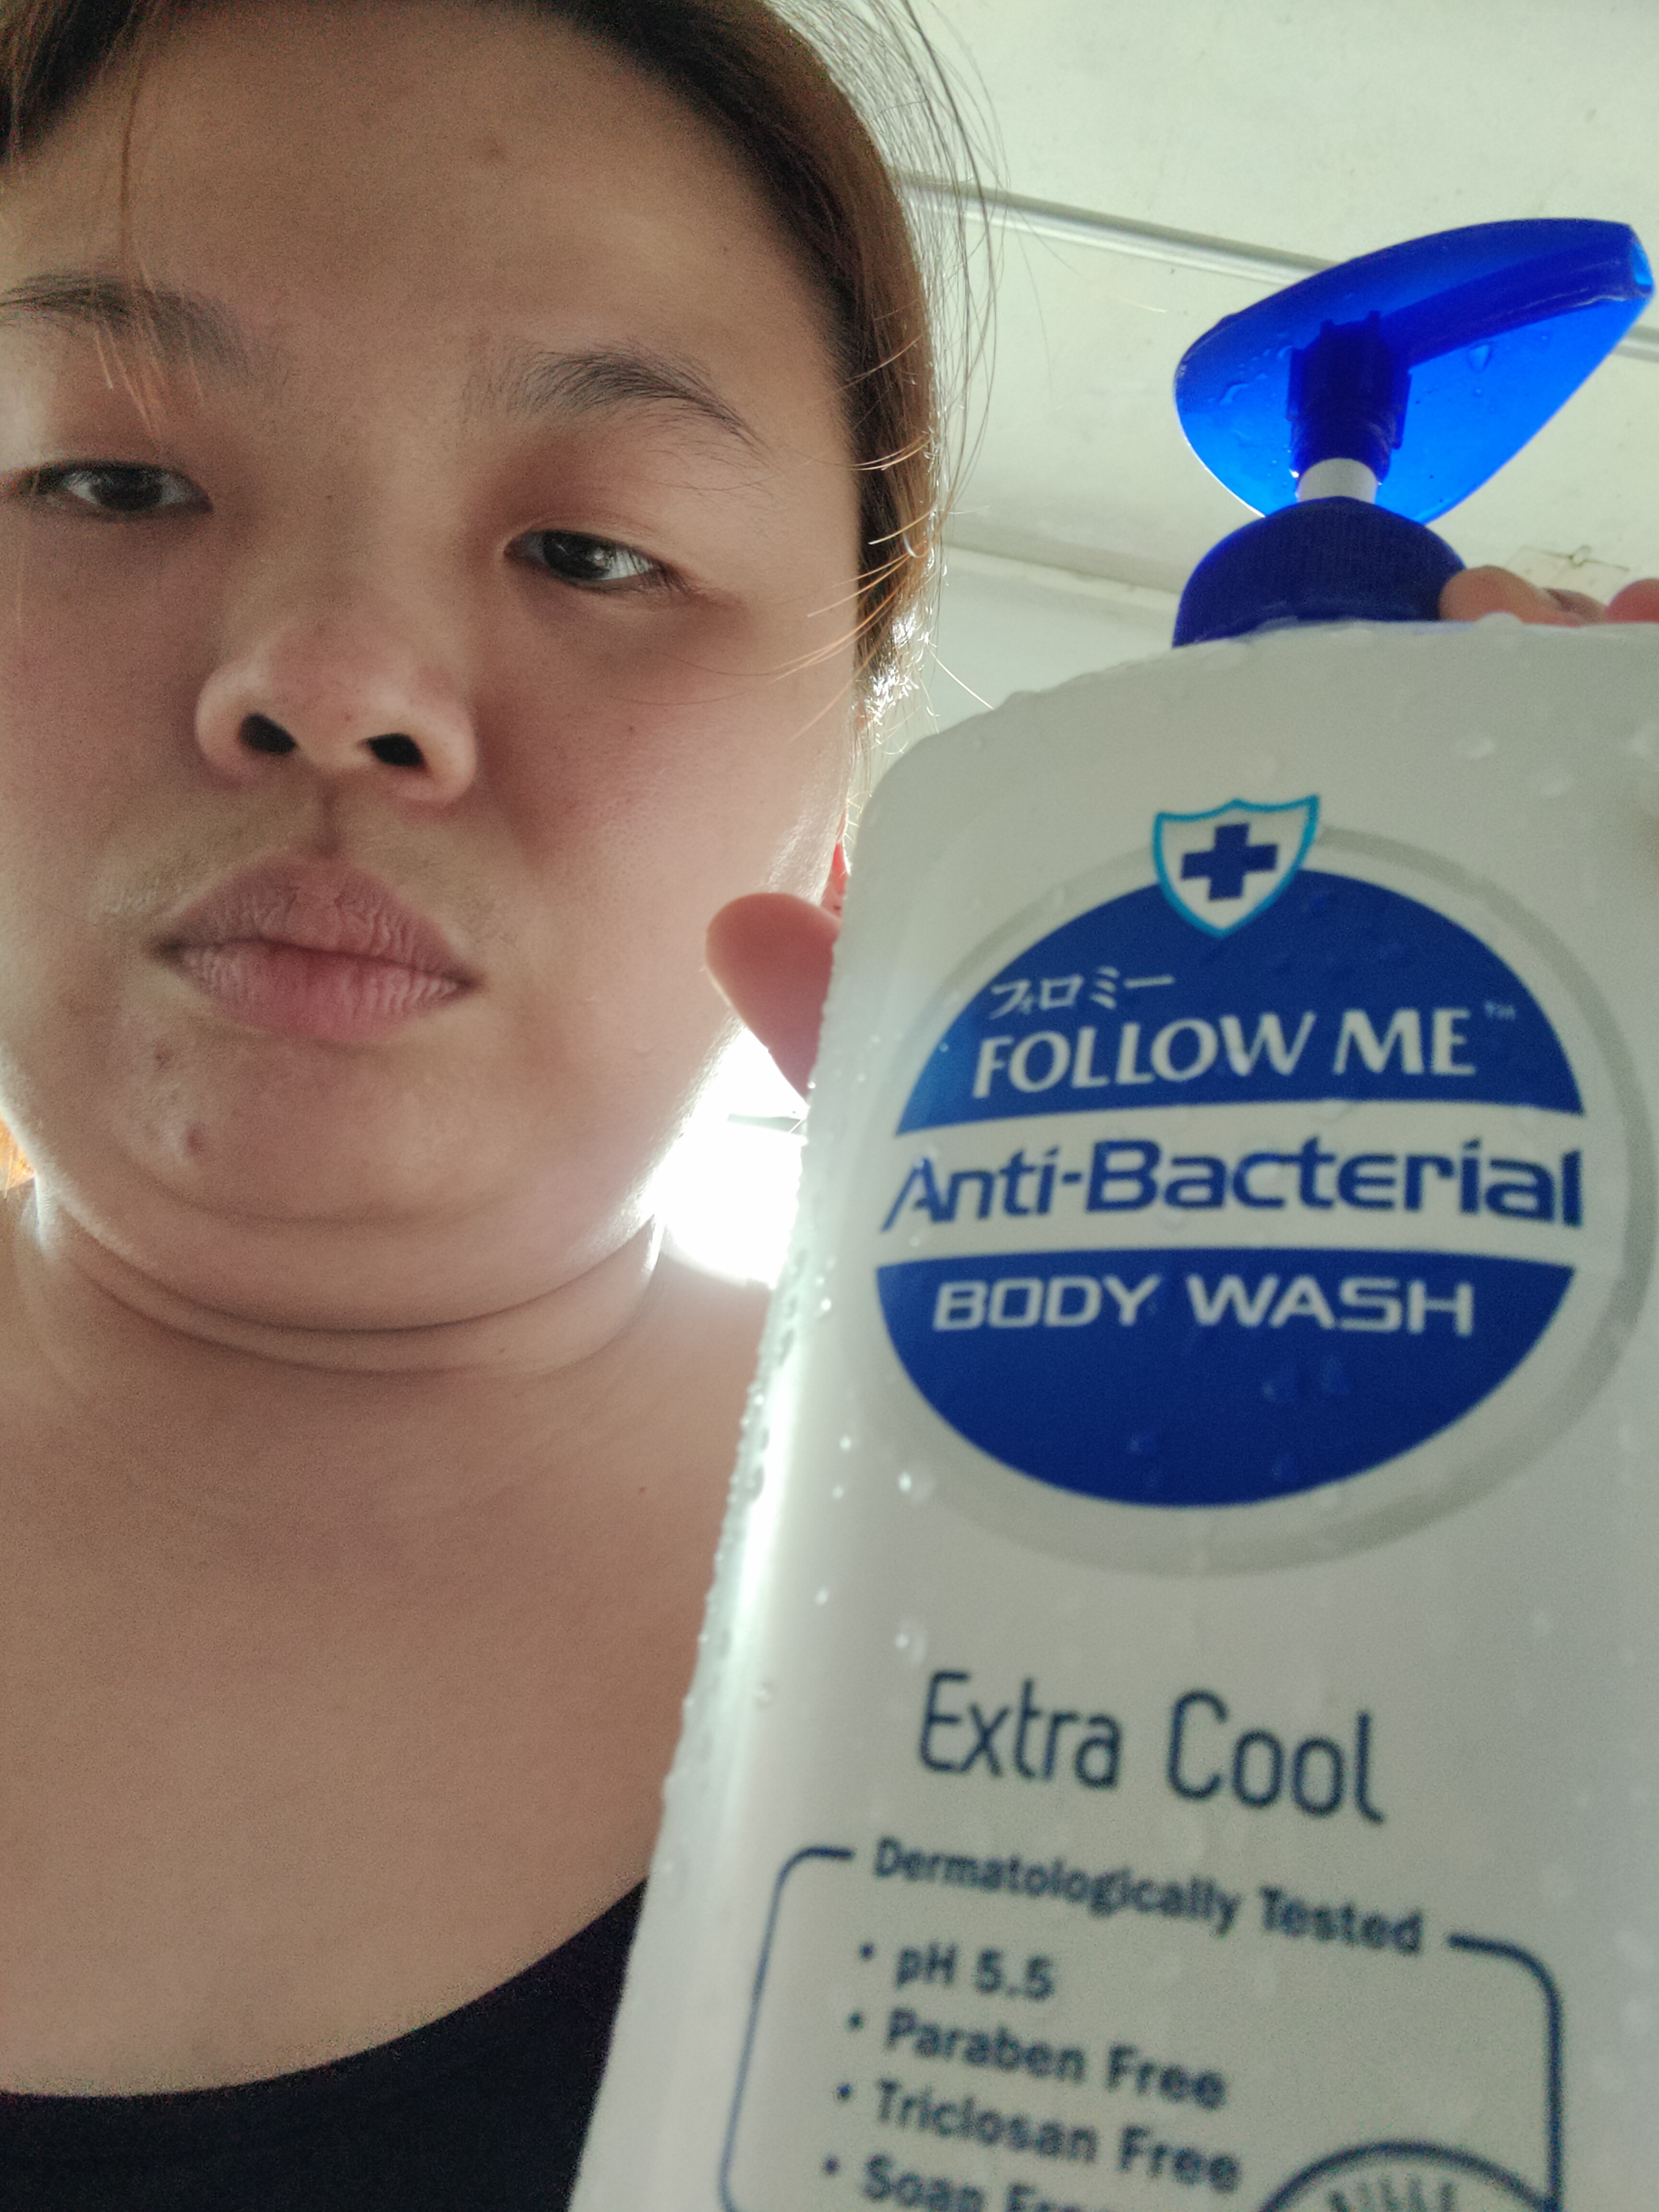 フォロミー
FOLLOW ME™
Anti-Bacterial
BODY WASH
Extra Cool
Dermatologically Tested
• pH 5.5
• Paraben Free
• Triclosan Free
• Soap